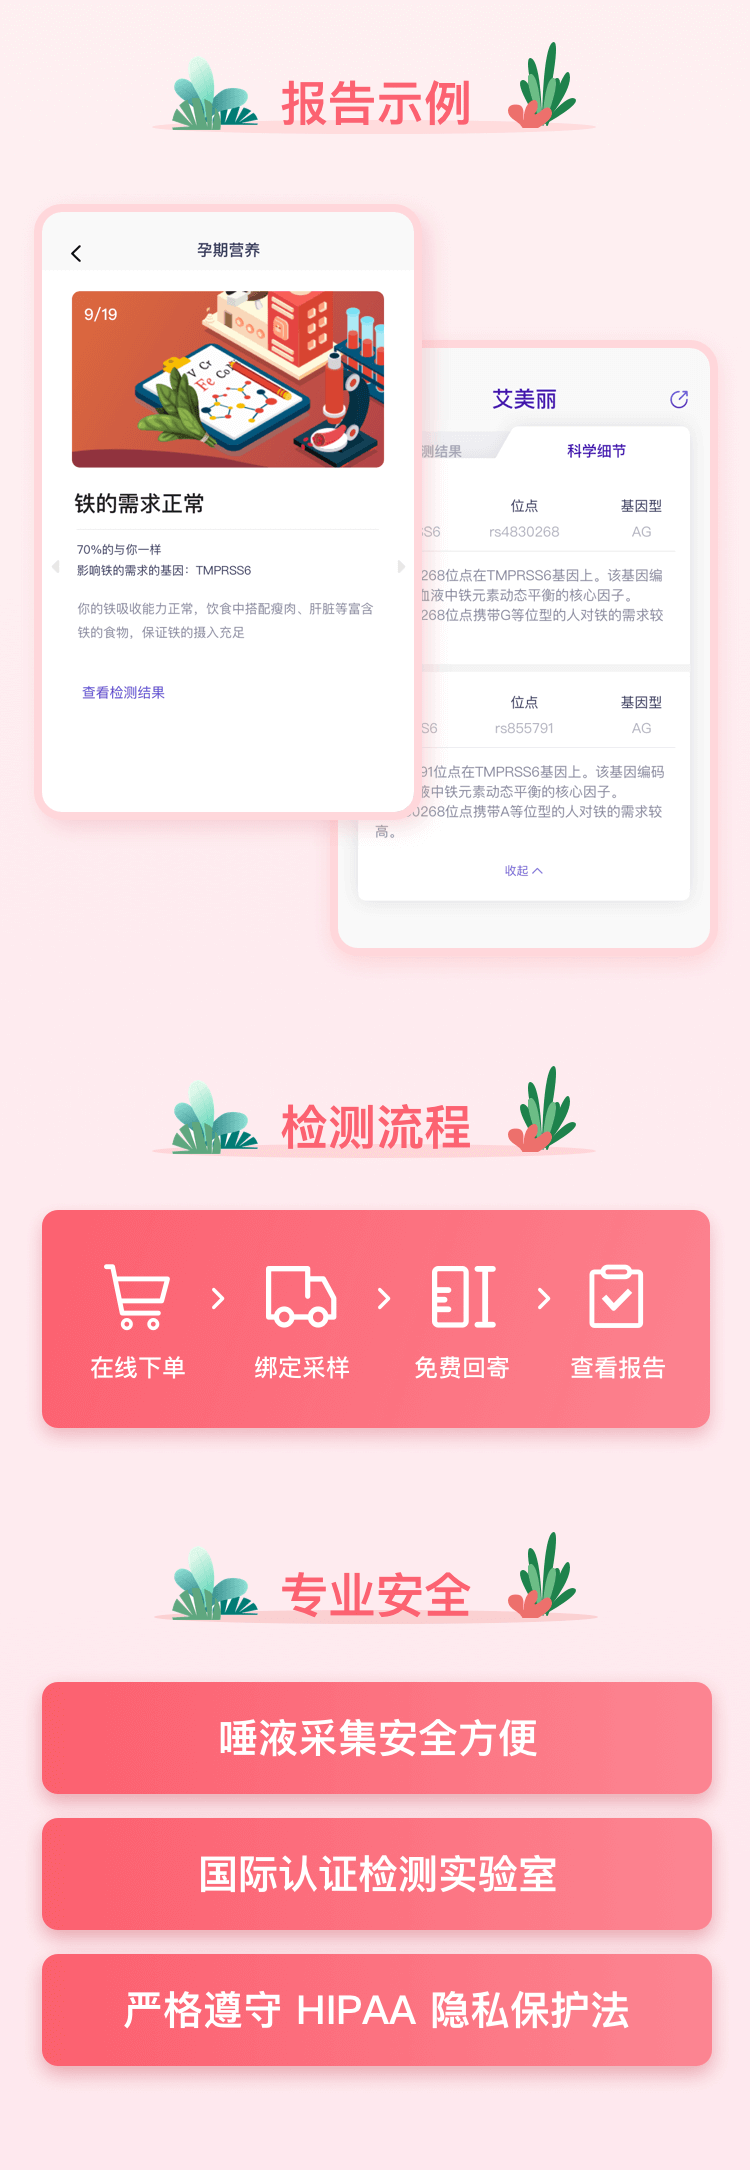 报告示例
孕期营养
9/19
V Cr
Fe Co
铁的需求正常
70%的与你一样
影响铁的需求的基因：TMPRSS6
你的铁吸收能力正常，饮食中搭配瘦肉、肝脏等富含
铁的食物，保证铁的摄入充足
查看检测结果
艾美丽
测结果
科学细节
位点
基因型
S6
rs4830268
AG
268位点在TMPRSS6基因上。该基因编
血液中铁元素动态平衡的核心因子。
268位点携带G等位型的人对铁的需求较
位点
基因型
S6
rs855791
AG
91位点在TMPRSS6基因上。该基因编码
液中铁元素动态平衡的核心因子。
0268位点携带A等位型的人对铁的需求较
高。
收起
检测流程
在线下单
绑定采样
免费回寄
查看报告
专业安全
唾液采集安全方便
国际认证检测实验室
严格遵守 HIPAA 隐私保护法